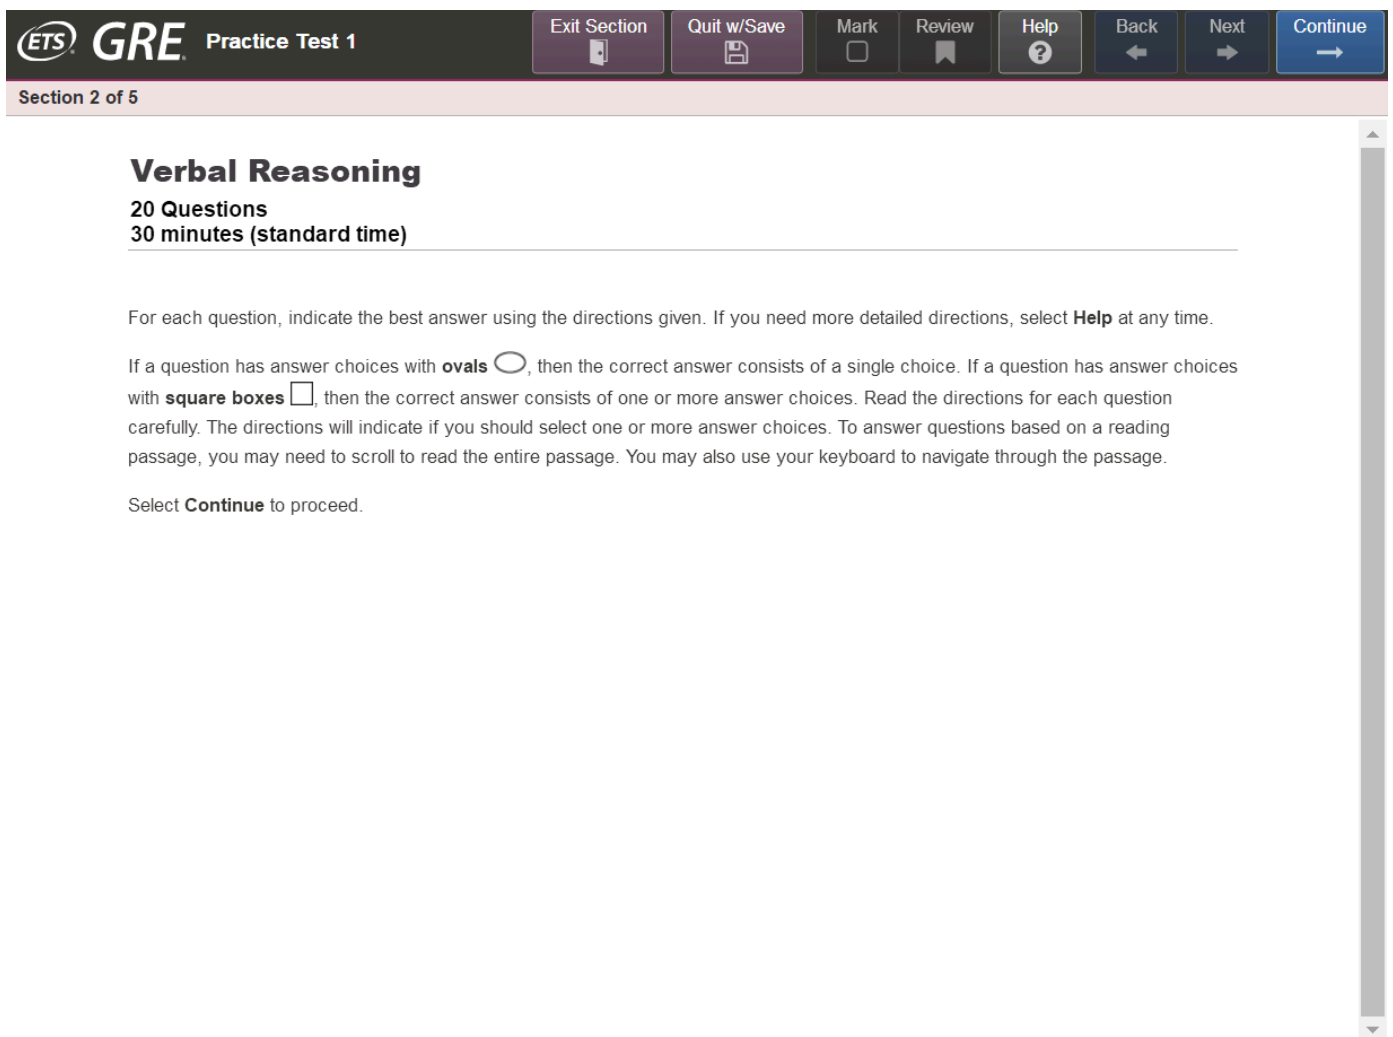 ETS GRE Practice Test 1
Exit Section
Quit w/Save
Mark
Review
Help
Back
Next
Continue
Section 2 of 5
Verbal Reasoning
20 Questions
30 minutes (standard time)
For each question, indicate the best answer using the directions given. If you need more detailed directions, select Help at any time.
If a question has answer choices with ovals , then the correct answer consists of a single choice. If a question has answer choices
with square boxes , then the correct answer consists of one or more answer choices. Read the directions for each question
carefully. The directions will indicate if you should select one or more answer choices. To answer questions based on a reading
passage, you may need to scroll to read the entire passage. You may also use your keyboard to navigate through the passage.
Select Continue to proceed.